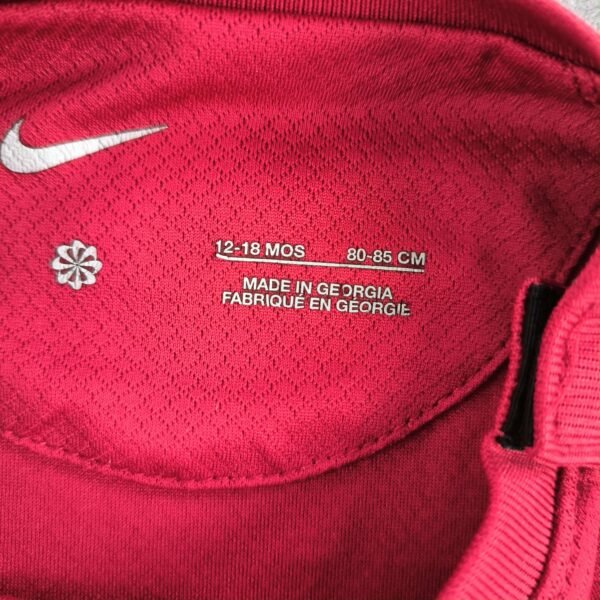 12-18 MOS 80-85 CM
MADE IN GEORGIA
FABRIQUÉ EN GÉORGIE